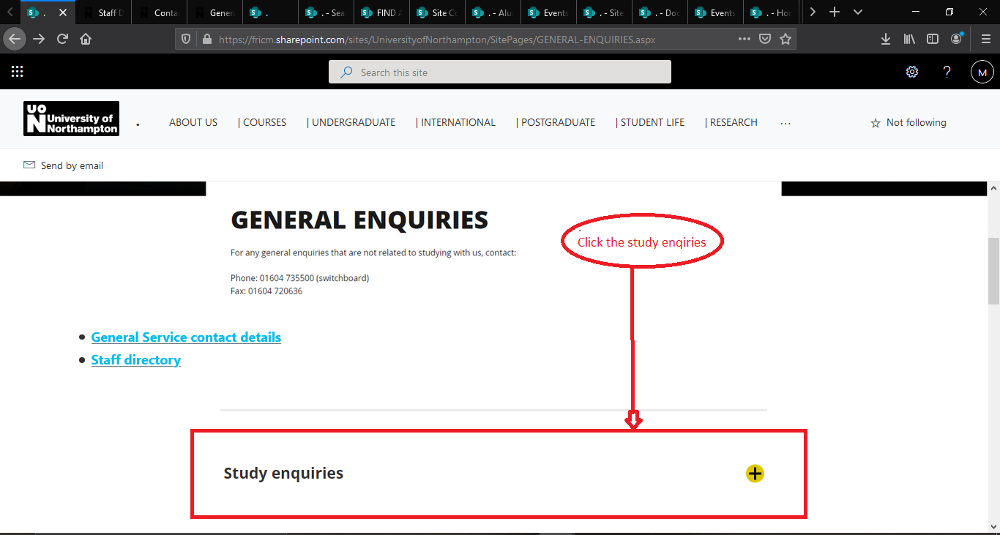 .
Staff D
Conta
Genera
.
. - Sea
FIND A
Site Co
. - Alu
Events
. - Site
. - Doc
Events
. - Hor
https://fricm.sharepoint.com/sites/UniversityofNorthampton/SitePages/GENERAL-ENQUIRIES.aspx
Search this site
?
M
UO
N University of
Northampton
.
ABOUT US
| COURSES
| UNDERGRADUATE
| INTERNATIONAL
| POSTGRADUATE
| STUDENT LIFE
| RESEARCH
...
Not following
Send by email
GENERAL ENQUIRIES
Click the study enqiries
For any general enquiries that are not related to studying with us, contact:
Phone: 01604 735500 (switchboard)
Fax: 01604 720636
• General Service contact details
• Staff directory
Study enquiries